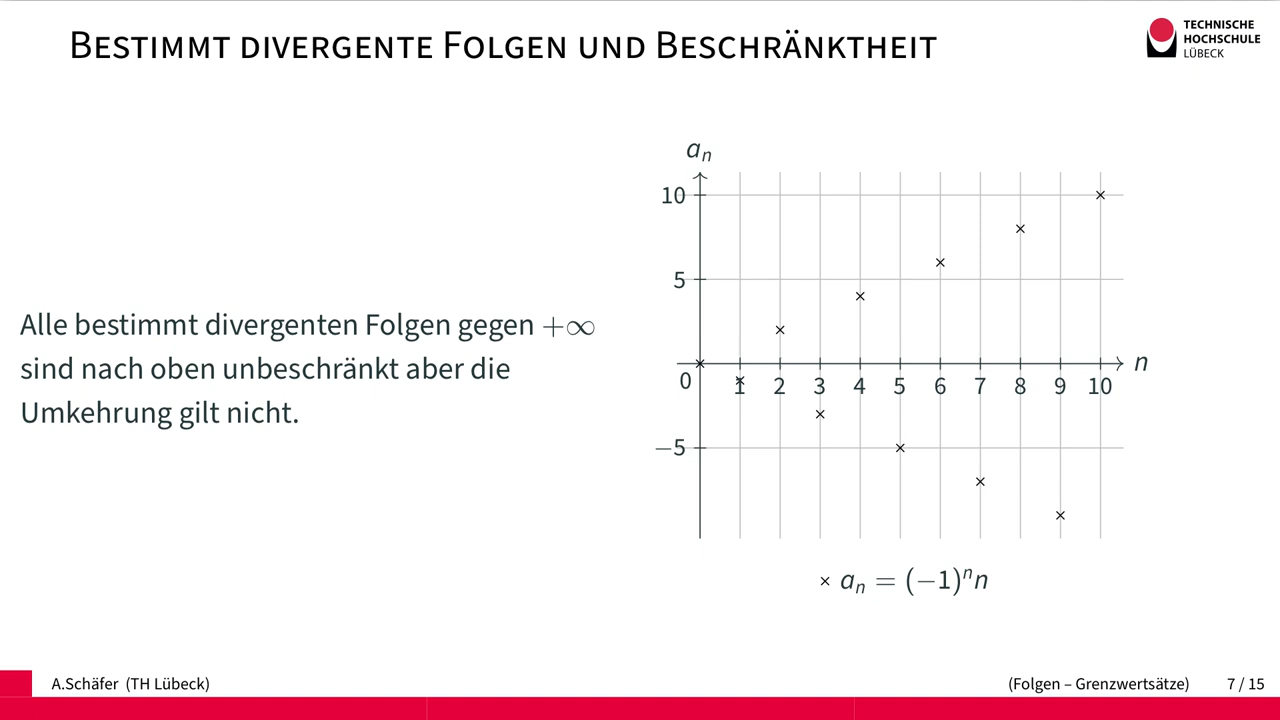 Bestimmt divergente Folgen und Beschränktheit
TECHNISCHE
HOCHSCHULE
LÜBECK
Alle bestimmt divergenten Folgen gegen +∞
sind nach oben unbeschränkt aber die
Umkehrung gilt nicht.
aₙ
10
5
0
−5
1 2 3 4 5 6 7 8 9 10
n
× aₙ = (−1)ⁿn
A.Schäfer (TH Lübeck)
(Folgen – Grenzwertsätze) 7 / 15